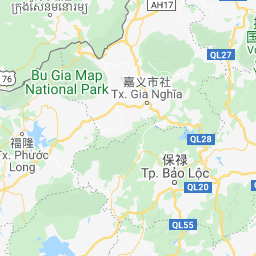 AH17
QL27
76
Bu Gia Map
National Park
嘉义市社
Tx. Gia Nghĩa
QL28
福隆
Tx. Phước
Long
保禄
Tp. Bảo Lộc
QL20
QL55